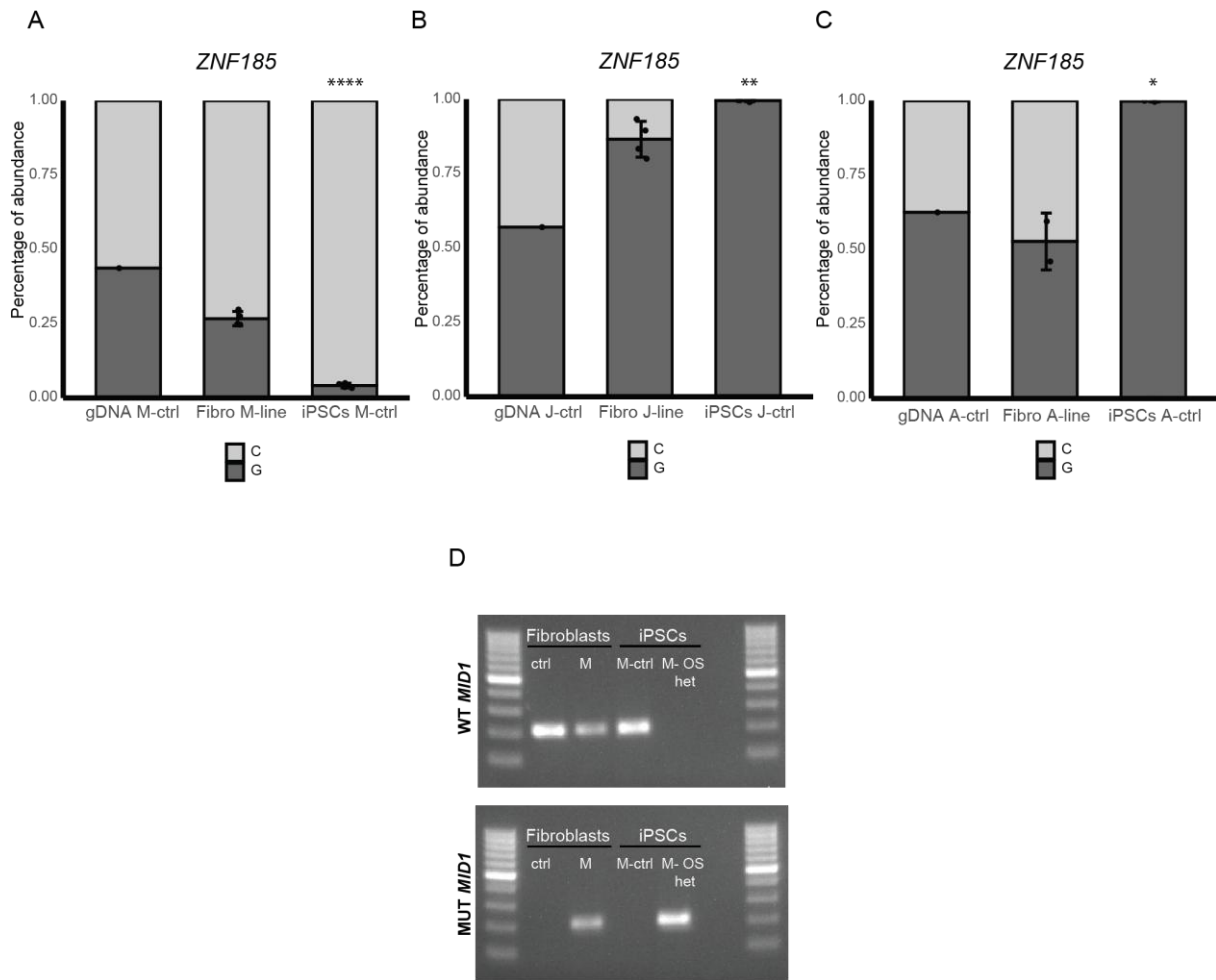 A
ZNF185
****
Percentage of abundance
1.00
0.75
0.50
0.25
0.00
gDNA M-ctrl Fibro M-line iPSCs M-ctrl
C
G
B
ZNF185
**
Percentage of abundance
1.00
0.75
0.50
0.25
0.00
gDNA J-ctrl Fibro J-line iPSCs J-ctrl
C
G
C
ZNF185
*
Percentage of abundance
1.00
0.75
0.50
0.25
0.00
gDNA A-ctrl Fibro A-line iPSCs A-ctrl
C
G
D
WT MID1
Fibroblasts iPSCs
ctrl M M-ctrl M- OS
het
MUT MID1
Fibroblasts iPSCs
ctrl M M-ctrl M- OS
het